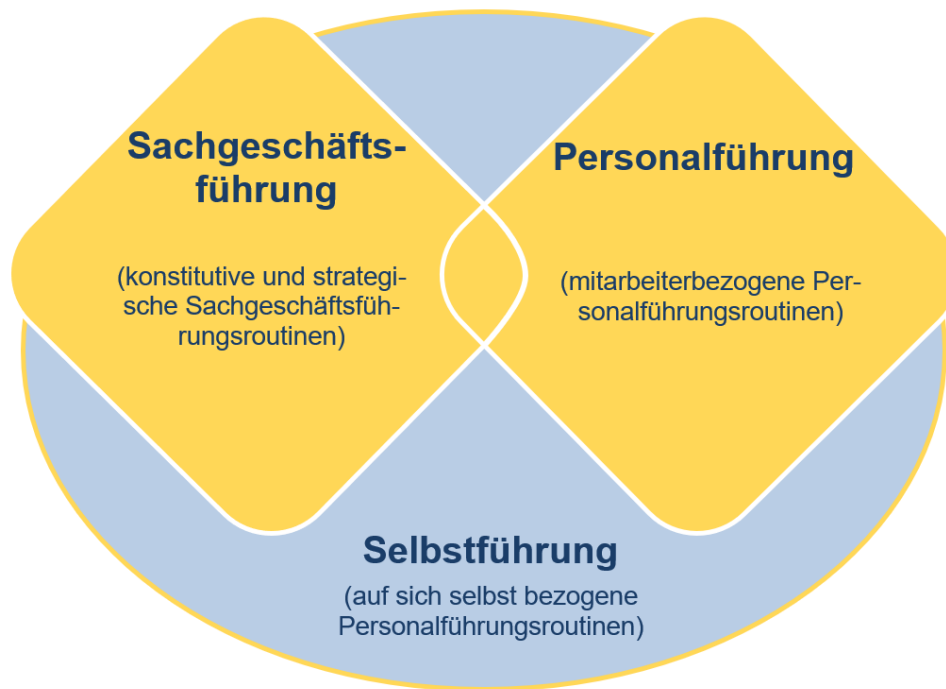 Sachgeschäfts-
führung
(konstitutive und strategi-
sche Sachgeschäftsfüh-
rungsroutinen)
Personalführung
(mitarbeiterbezogene Per-
sonalführungsroutinen)
Selbstführung
(auf sich selbst bezogene
Personalführungsroutinen)